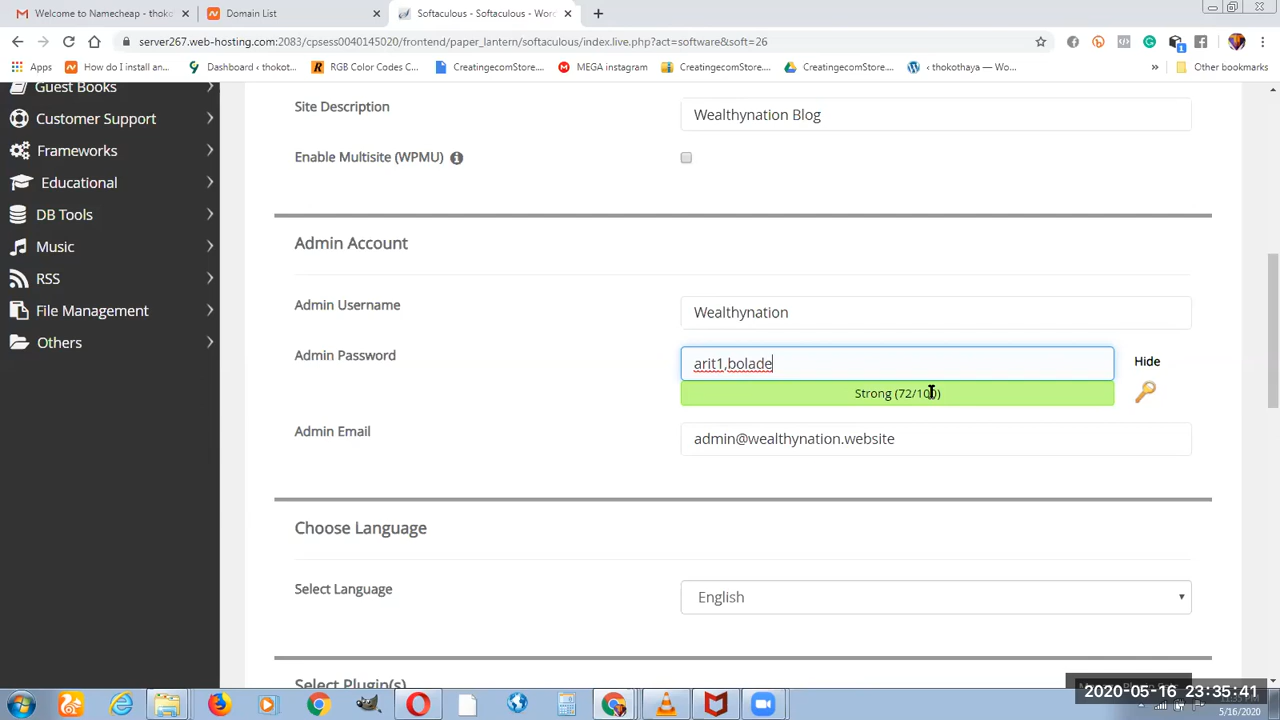 Welcome to Namecheap - thoko
Domain List
Softaculous - Softaculous - Wor
server267.web-hosting.com:2083/cpsess0040145020/frontend/paper_lantern/softaculous/index.live.php?act=software&soft=26
Apps
How do I install an...
Dashboard ‹ thokot...
RGB Color Codes C...
CreatingecomStore....
MEGA instagram
CreatingecomStore....
CreatingecomStore....
‹ thokothaya — Wo...
»
Other bookmarks
Guest Books
Customer Support
Frameworks
Educational
DB Tools
Music
RSS
File Management
Others
Site Description
Wealthynation Blog
Enable Multisite (WPMU)
Admin Account
Admin Username
Wealthynation
Admin Password
arit1,bolade
Hide
Strong (72/100)
Admin Email
admin@wealthynation.website
Choose Language
Select Language
English
Select Plugin(s)
2020-05-16 23:35:41
5/16/2020